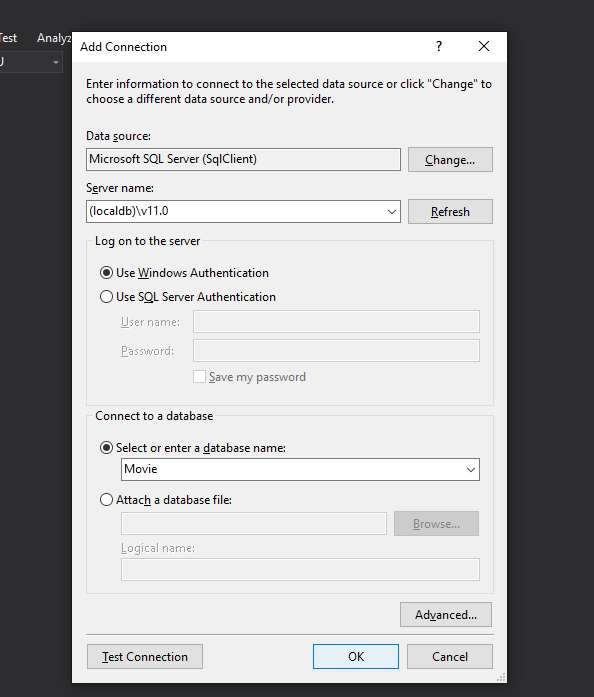 Test Analyz
Add Connection
?
Enter information to connect to the selected data source or click "Change" to
choose a different data source and/or provider.
Data source:
Microsoft SQL Server (SqlClient)
Change...
Server name:
(localdb)\v11.0
Refresh
Log on to the server
Use Windows Authentication
Use SQL Server Authentication
User name:
Password:
Save my password
Connect to a database
Select or enter a database name:
Movie
Attach a database file:
Browse...
Logical name:
Advanced...
Test Connection
OK
Cancel